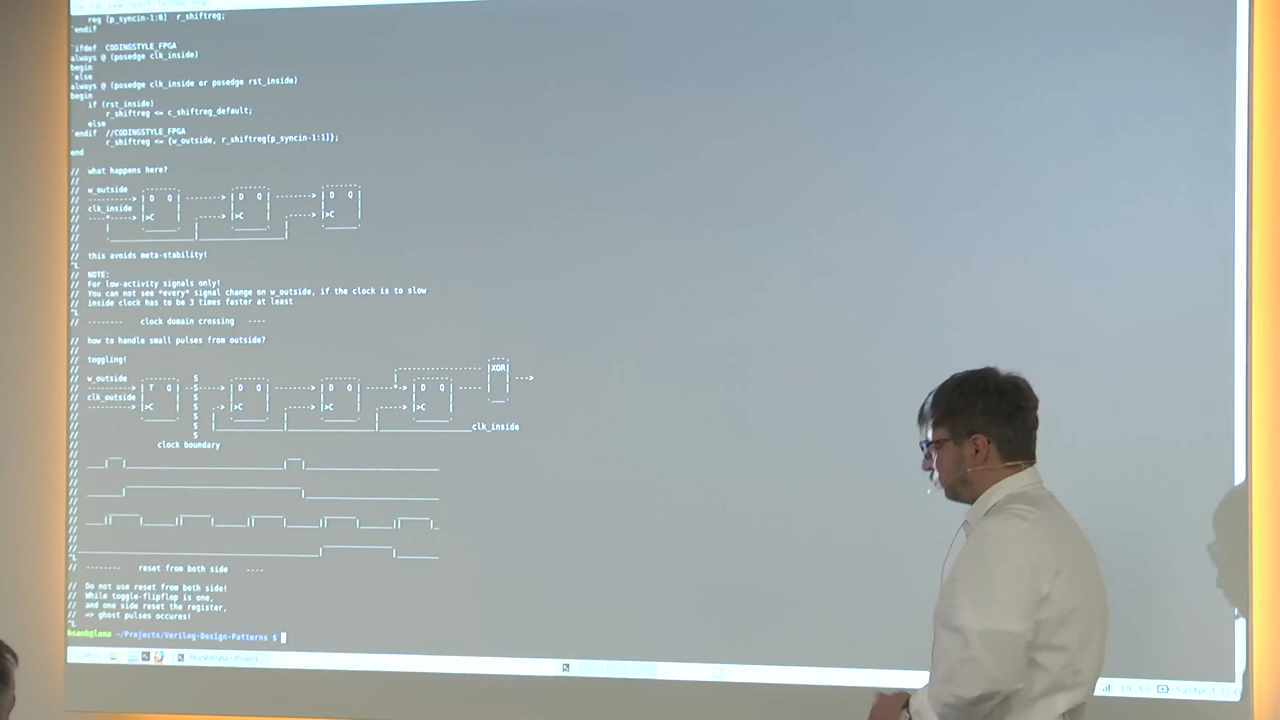 reg [p_syncin-1:0]  r_shiftreg;
`endif
`ifdef  CODINGSTYLE_FPGA
always @ (posedge clk_inside)
begin
`else
always @ (posedge clk_inside or posedge rst_inside)
begin
if (rst_inside)
r_shiftreg <= c_shiftreg_default;
else
`endif  //CODINGSTYLE_FPGA
r_shiftreg <= {w_outside, r_shiftreg[p_syncin-1:1]};
end
//  what happens here?
//
//  w_outside
//  ------> | D  Q | -------> | D  Q | -------> | D  Q |
//  clk_inside
//  ---*---> |>C   ----> |>C   ----> |>C
//
//  this avoids meta-stability!
^L
//  NOTE:
//  For low-activity signals only!
//  You can not see *every* signal change on w_outside, if the clock is to slow
//  inside clock has to be 3 times faster at least
^L
//  --------   clock domain crossing   ----
//  how to handle small pulses from outside?
//  toggling!
|XOR|
//  w_outside   S
//  ------> | T  Q | --S----> | D  Q | -------> | D  Q | -----*-> | D  Q | ----
//  clk_outside   S
//  ------> |>C   S   -> |>C   ----> |>C   ----> |>C
clk_inside
clock boundary
^L
//  --------   reset from both side   ----
//  Do not use reset from both side!
//  While toggle-flipflop is one,
//  and one side reset the register,
//  => ghost pulses occures!
^L
~/Projects/Verilog-Design-Patterns $